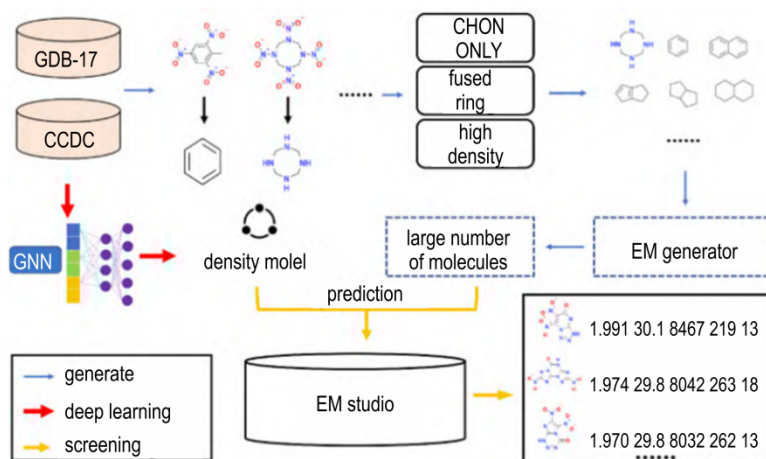 GDB-17
CCDC
CHON
ONLY
fused
ring
high
density
......
......
GNN
density molel
large number
of molecules
EM generator
prediction
EM studio
generate
deep learning
screening
1.991 30.1 8467 219 13
1.974 29.8 8042 263 18
1.970 29.8 8032 262 13
......